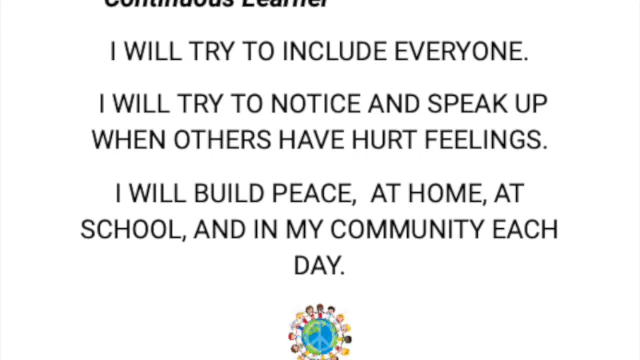 Continuous Learner
I WILL TRY TO INCLUDE EVERYONE.
I WILL TRY TO NOTICE AND SPEAK UP
WHEN OTHERS HAVE HURT FEELINGS.
I WILL BUILD PEACE,  AT HOME, AT
SCHOOL, AND IN MY COMMUNITY EACH
DAY.